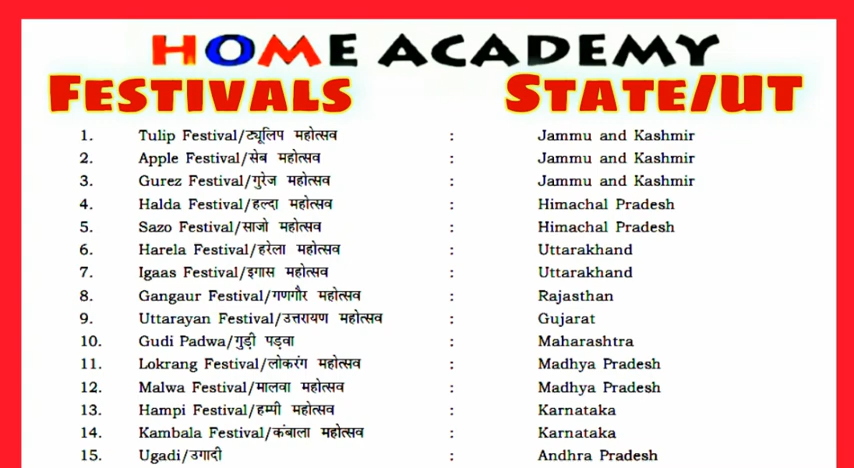 HOME ACADEMY
FESTIVALS STATE/UT
1. Tulip Festival/ट्यूलिप महोत्सव : Jammu and Kashmir
2. Apple Festival/सेब महोत्सव : Jammu and Kashmir
3. Gurez Festival/गुरेज महोत्सव : Jammu and Kashmir
4. Halda Festival/हल्दा महोत्सव : Himachal Pradesh
5. Sazo Festival/साजो महोत्सव : Himachal Pradesh
6. Harela Festival/हरेला महोत्सव : Uttarakhand
7. Igaas Festival/इगास महोत्सव : Uttarakhand
8. Gangaur Festival/गणगौर महोत्सव : Rajasthan
9. Uttarayan Festival/उत्तरायण महोत्सव : Gujarat
10. Gudi Padwa/गुड़ी पड़वा : Maharashtra
11. Lokrang Festival/लोकरंग महोत्सव : Madhya Pradesh
12. Malwa Festival/मालवा महोत्सव : Madhya Pradesh
13. Hampi Festival/हम्पी महोत्सव : Karnataka
14. Kambala Festival/कंबाला महोत्सव : Karnataka
15. Ugadi/उगादी : Andhra Pradesh